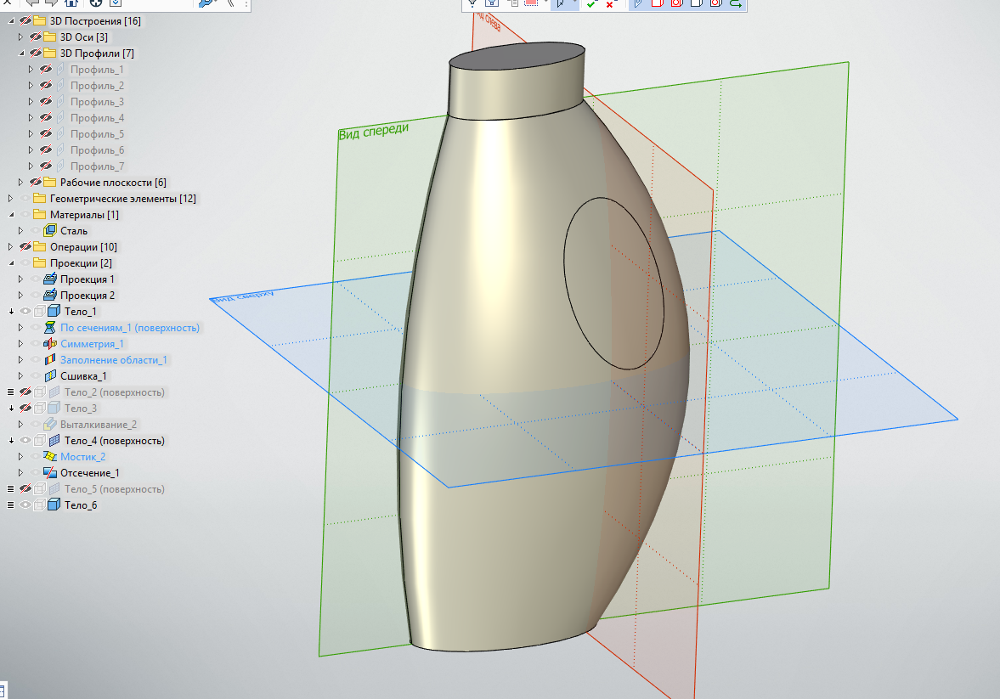 3D Построения [16]
3D Оси [3]
3D Профили [7]
Профиль_1
Профиль_2
Профиль_3
Профиль_4
Профиль_5
Профиль_6
Профиль_7
Рабочие плоскости [6]
Геометрические элементы [12]
Материалы [1]
Сталь
Операции [10]
Проекции [2]
Проекция 1
Проекция 2
Тело_1
По сечениям_1 (поверхность)
Симметрия_1
Заполнение области_1
Сшивка_1
Тело_2 (поверхность)
Тело_3
Выталкивание_2
Тело_4 (поверхность)
Мостик_2
Отсечение_1
Тело_5 (поверхность)
Тело_6
слева
Вид спереди
Вид сверху